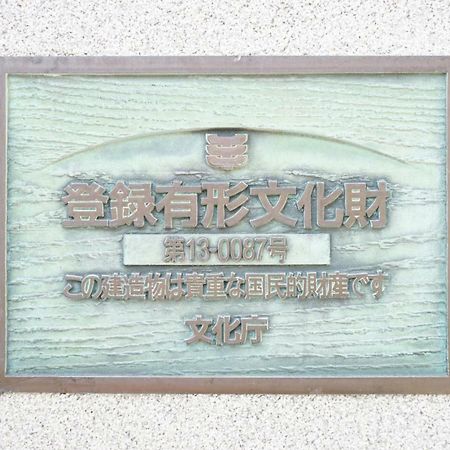 登録有形文化財
第13-0087号
この建造物は貴重な国民的財産です
文化庁